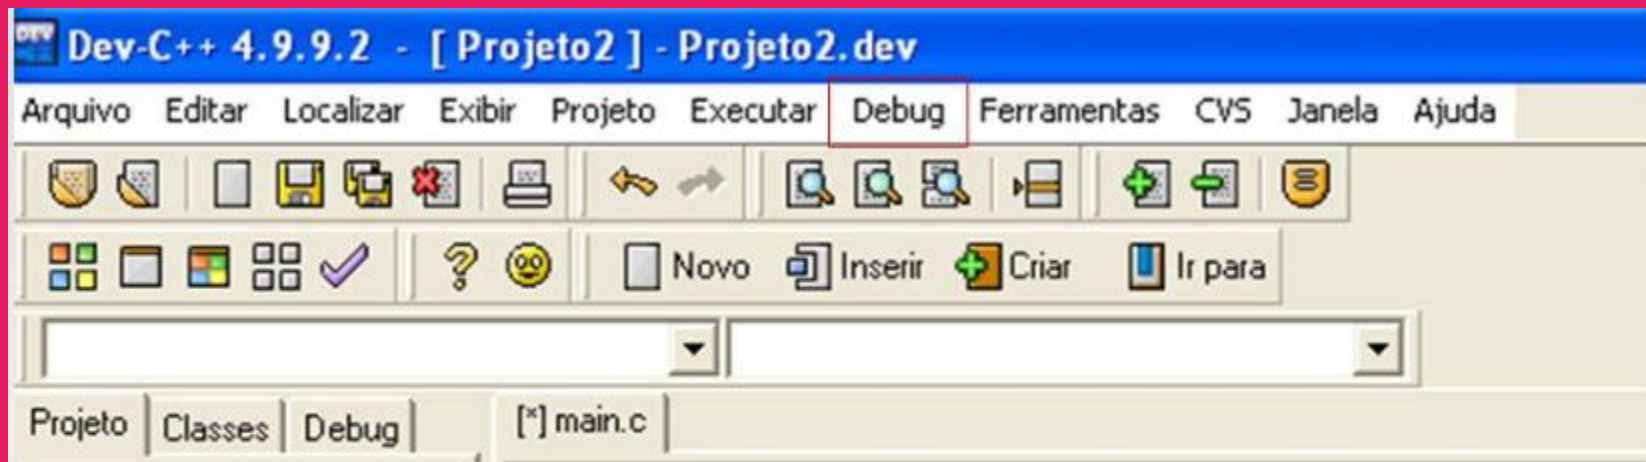 DEV Dev-C++ 4.9.9.2 - [ Projeto2 ] - Projeto2.dev
Arquivo Editar Localizar Exibir Projeto Executar Debug Ferramentas CVS Janela Ajuda
Novo Inserir Criar Ir para
Projeto Classes Debug [*] main.c